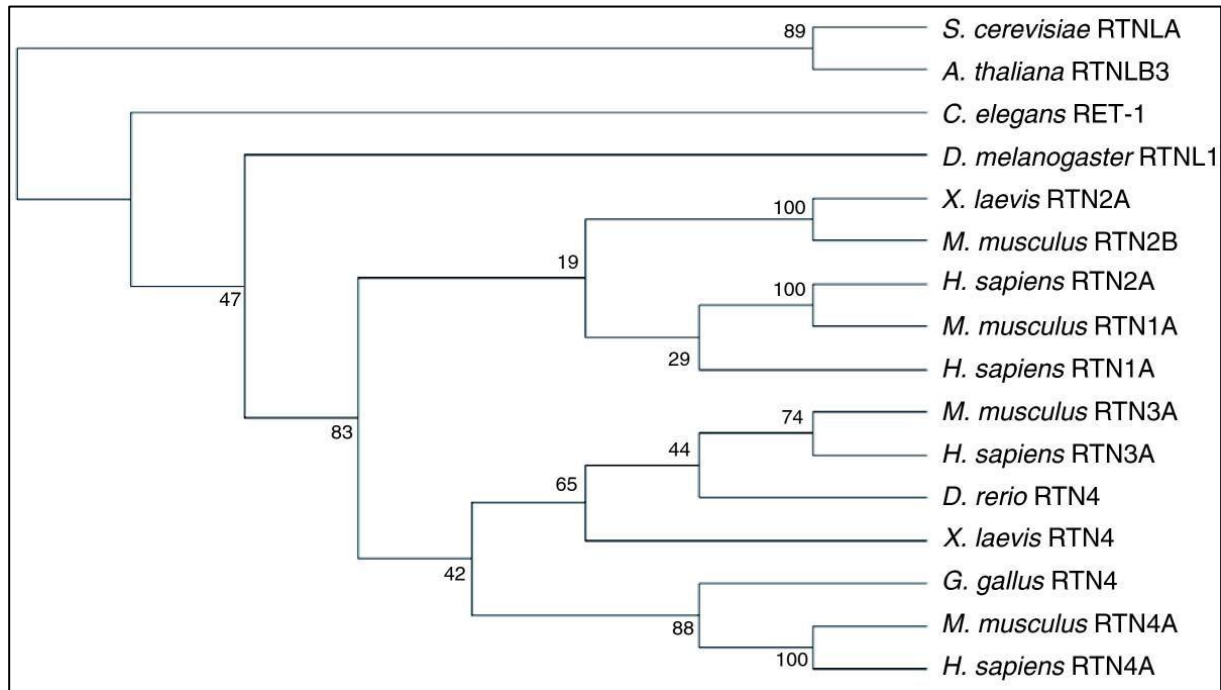 89
S. cerevisiae RTNLA
A. thaliana RTNLB3
C. elegans RET-1
D. melanogaster RTNL1
100
X. laevis RTN2A
M. musculus RTN2B
19
100
H. sapiens RTN2A
47
M. musculus RTN1A
29
H. sapiens RTN1A
74
M. musculus RTN3A
83
44
H. sapiens RTN3A
65
D. rerio RTN4
X. laevis RTN4
42
G. gallus RTN4
88
M. musculus RTN4A
100
H. sapiens RTN4A